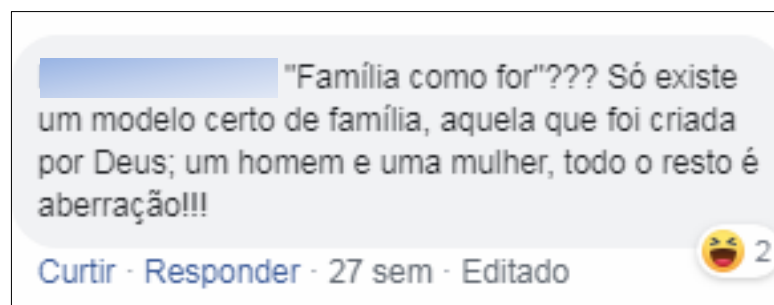 "Família como for"??? Só existe
um modelo certo de família, aquela que foi criada
por Deus; um homem e uma mulher, todo o resto é
aberração!!!
2
Curtir · Responder · 27 sem · Editado